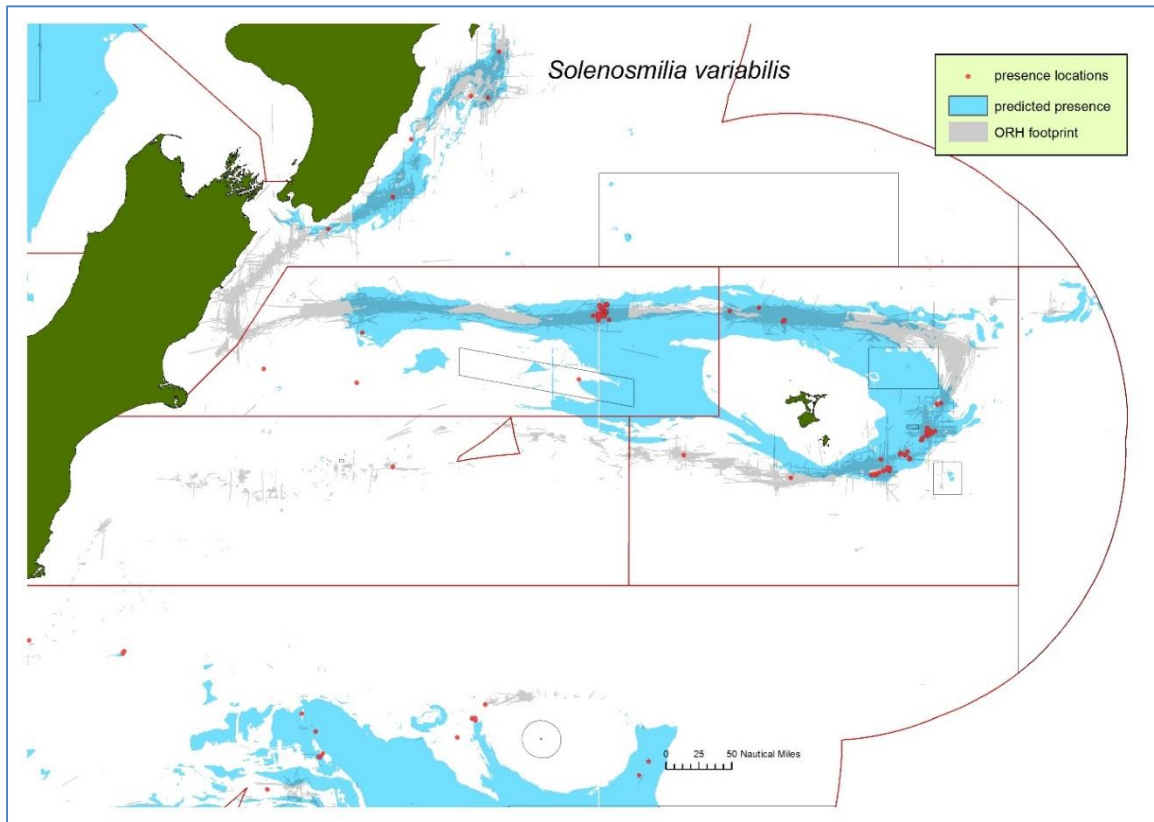 Solenosmilia variabilis
presence locations
predicted presence
ORH footprint
0 25 50 Nautical Miles